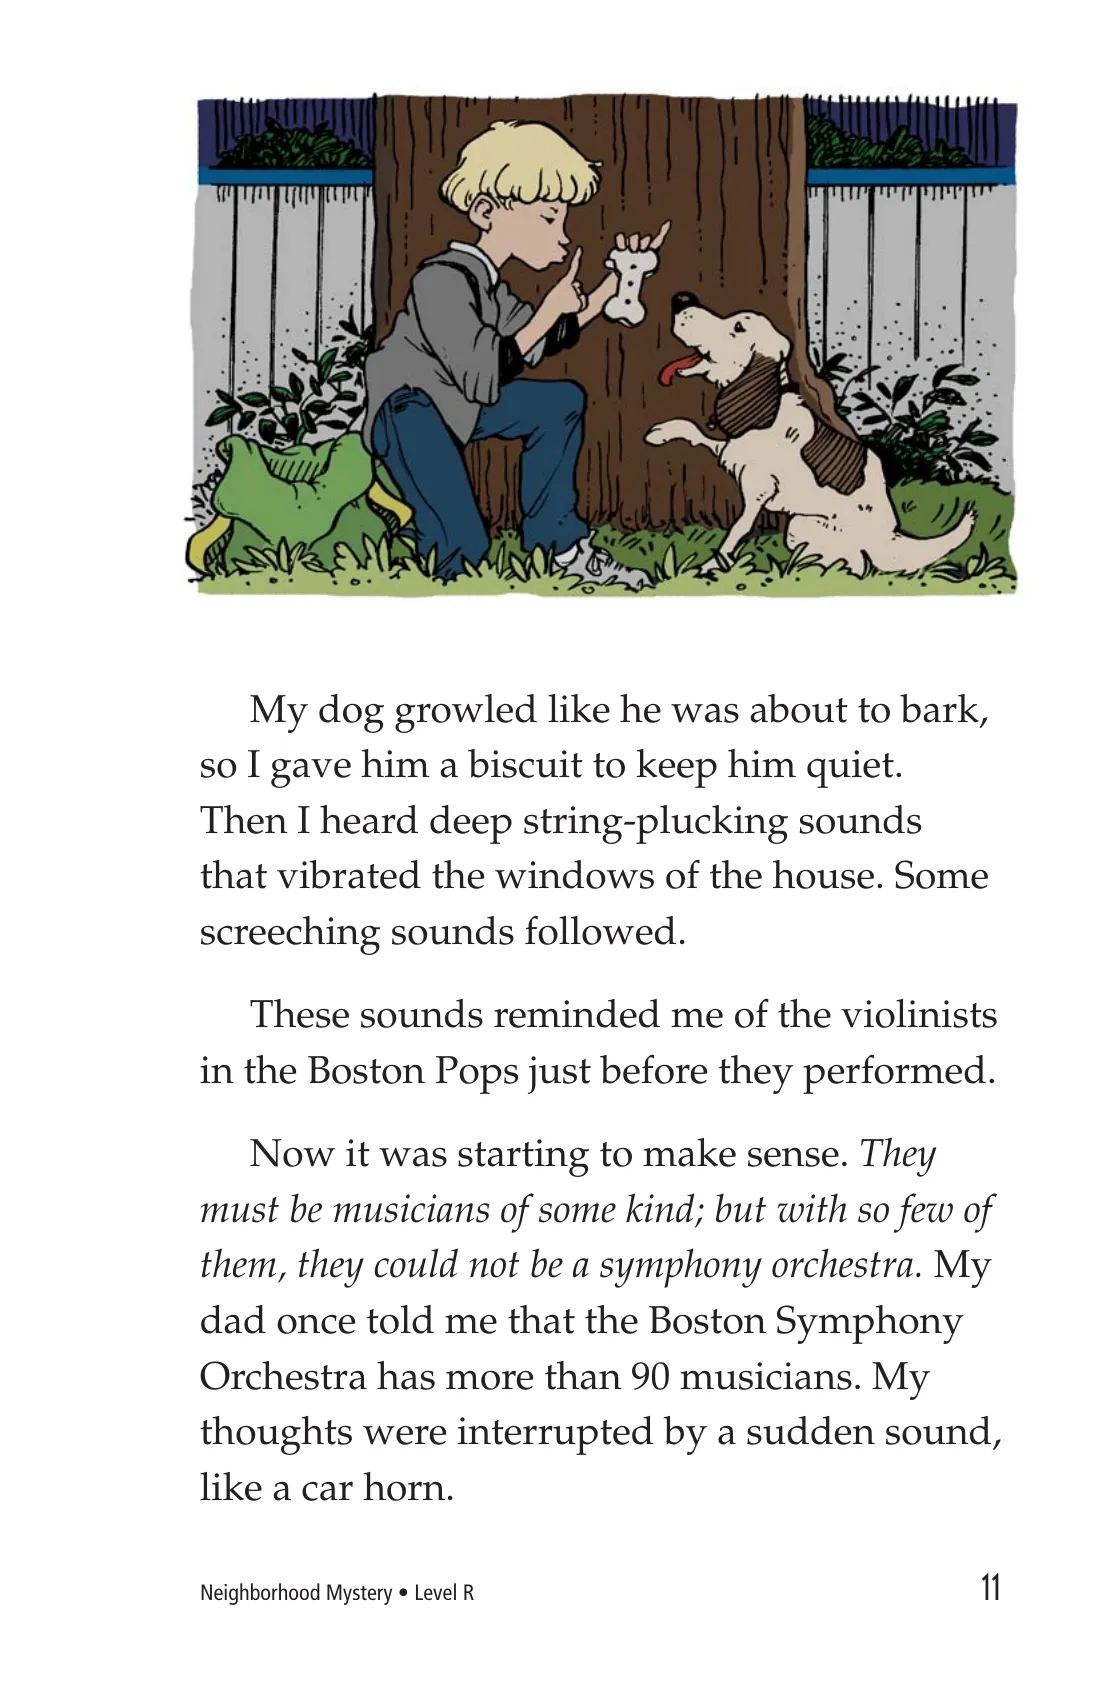 My dog growled like he was about to bark,
so I gave him a biscuit to keep him quiet.
Then I heard deep string-plucking sounds
that vibrated the windows of the house. Some
screeching sounds followed.
These sounds reminded me of the violinists
in the Boston Pops just before they performed.
Now it was starting to make sense. They
must be musicians of some kind; but with so few of
them, they could not be a symphony orchestra. My
dad once told me that the Boston Symphony
Orchestra has more than 90 musicians. My
thoughts were interrupted by a sudden sound,
like a car horn.
Neighborhood Mystery • Level R 11